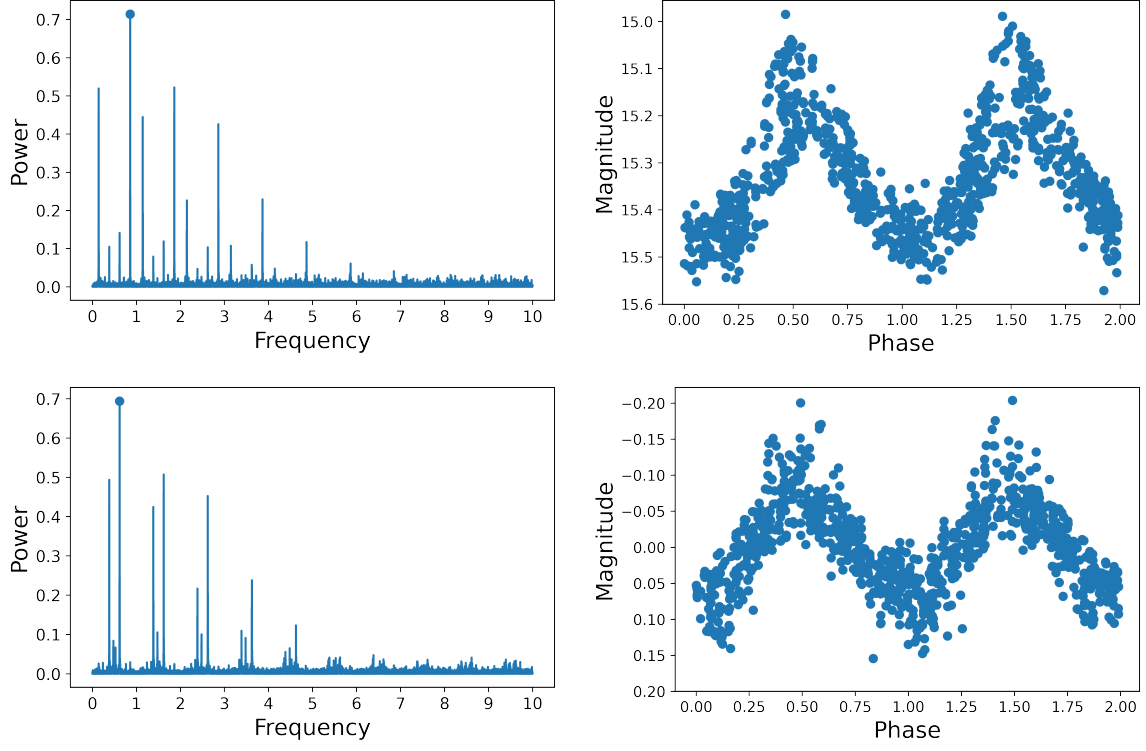 0.7
0.6
0.5
0.4
0.3
0.2
0.1
0.0
Power
0 1 2 3 4 5 6 7 8 9 10
Frequency
15.0
15.1
15.2
15.3
15.4
15.5
15.6
Magnitude
0.00 0.25 0.50 0.75 1.00 1.25 1.50 1.75 2.00
Phase
0.7
0.6
0.5
0.4
0.3
0.2
0.1
0.0
Power
0 1 2 3 4 5 6 7 8 9 10
Frequency
−0.20
−0.15
−0.10
−0.05
0.00
0.05
0.10
0.15
0.20
Magnitude
0.00 0.25 0.50 0.75 1.00 1.25 1.50 1.75 2.00
Phase